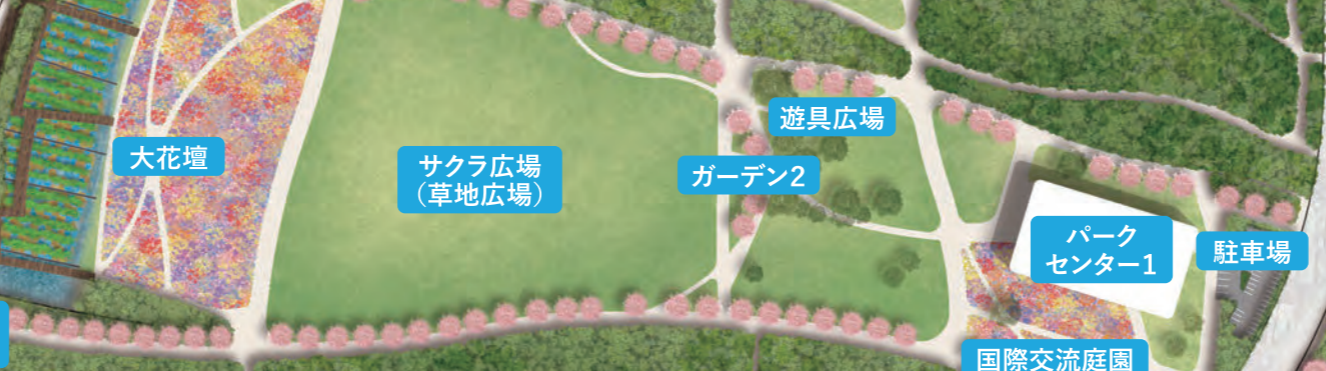 遊具広場
大花壇
サクラ広場
（草地広場）
ガーデン2
パーク
センター1
駐車場
国際交流庭園